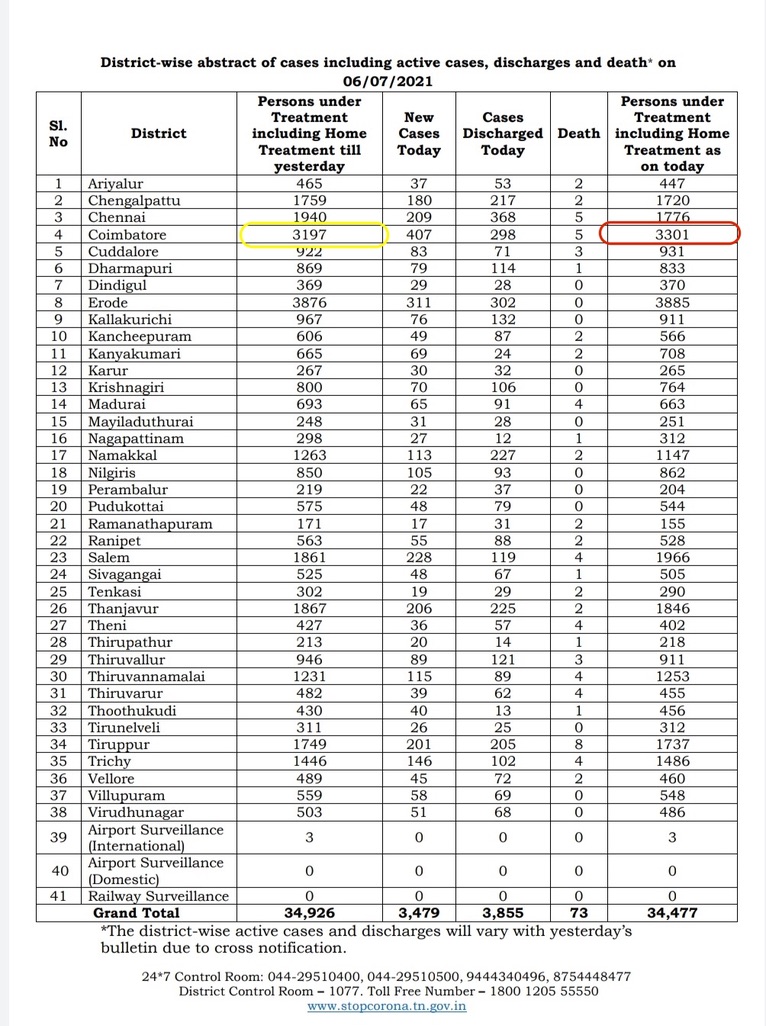 District-wise abstract of cases including active cases, discharges and death* on
06/07/2021
Sl. No | District | Persons under Treatment including Home Treatment till yesterday | New Cases Today | Cases Discharged Today | Death | Persons under Treatment including Home Treatment as on today
1 Ariyalur 465 37 53 2 447
2 Chengalpattu 1759 180 217 2 1720
3 Chennai 1940 209 368 5 1776
4 Coimbatore 3197 407 298 5 3301
5 Cuddalore 922 83 71 3 931
6 Dharmapuri 869 79 114 1 833
7 Dindigul 369 29 28 0 370
8 Erode 3876 311 302 0 3885
9 Kallakurichi 967 76 132 0 911
10 Kancheepuram 606 49 87 2 566
11 Kanyakumari 665 69 24 2 708
12 Karur 267 30 32 0 265
13 Krishnagiri 800 70 106 0 764
14 Madurai 693 65 91 4 663
15 Mayiladuthurai 248 31 28 0 251
16 Nagapattinam 298 27 12 1 312
17 Namakkal 1263 113 227 2 1147
18 Nilgiris 850 105 93 0 862
19 Perambalur 219 22 37 0 204
20 Pudukottai 575 48 79 0 544
21 Ramanathapuram 171 17 31 2 155
22 Ranipet 563 55 88 2 528
23 Salem 1861 228 119 4 1966
24 Sivagangai 525 48 67 1 505
25 Tenkasi 302 19 29 2 290
26 Thanjavur 1867 206 225 2 1846
27 Theni 427 36 57 4 402
28 Thirupathur 213 20 14 1 218
29 Thiruvallur 946 89 121 3 911
30 Thiruvannamalai 1231 115 89 4 1253
31 Thiruvarur 482 39 62 4 455
32 Thoothukudi 430 40 13 1 456
33 Tirunelveli 311 26 25 0 312
34 Tiruppur 1749 201 205 8 1737
35 Trichy 1446 146 102 4 1486
36 Vellore 489 45 72 2 460
37 Villupuram 559 58 69 0 548
38 Virudhunagar 503 51 68 0 486
39 Airport Surveillance (International) 3 0 0 0 3
40 Airport Surveillance (Domestic) 0 0 0 0 0
41 Railway Surveillance 0 0 0 0 0
Grand Total 34,926 3,479 3,855 73 34,477
*The district-wise active cases and discharges will vary with yesterday's
bulletin due to cross notification.
24*7 Control Room: 044-29510400, 044-29510500, 9444340496, 8754448477
District Control Room – 1077. Toll Free Number – 1800 1205 55550
www.stopcorona.tn.gov.in